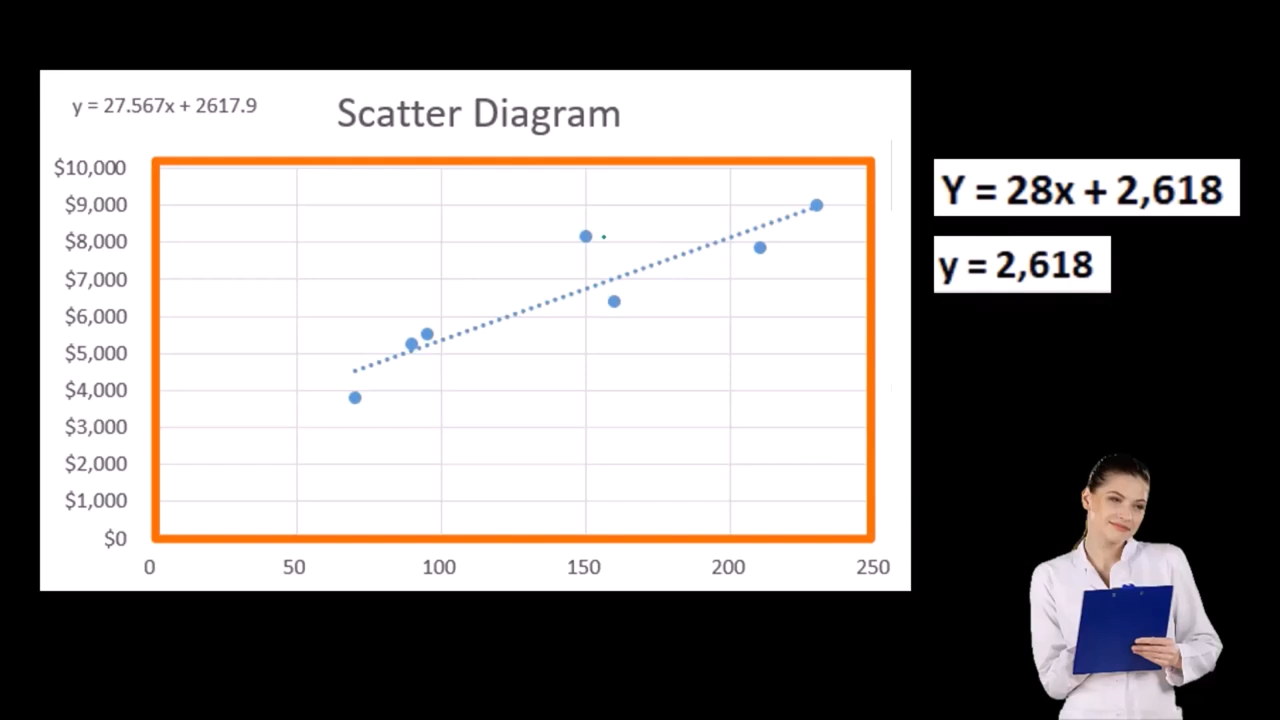 y = 27.567x + 2617.9
Scatter Diagram
$10,000
$9,000
$8,000
$7,000
$6,000
$5,000
$4,000
$3,000
$2,000
$1,000
$0
0 50 100 150 200 250
Y = 28x + 2,618
y = 2,618